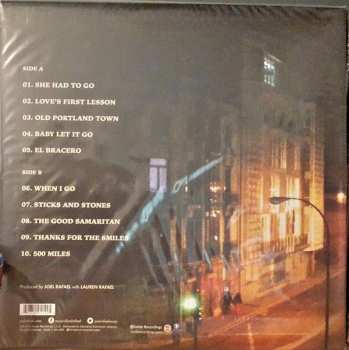 SIDE A
01. SHE HAD TO GO
02. LOVE'S FIRST LESSON
03. OLD PORTLAND TOWN
04. BABY LET IT GO
05. EL BRACERO
SIDE B
06. WHEN I GO
07. STICKS AND STONES
08. THE GOOD SAMARITAN
09. THANKS FOR THE SMILES
10. 500 MILES
Produced by JOEL RAFAEL with LAUREN RAFAEL
Recordings